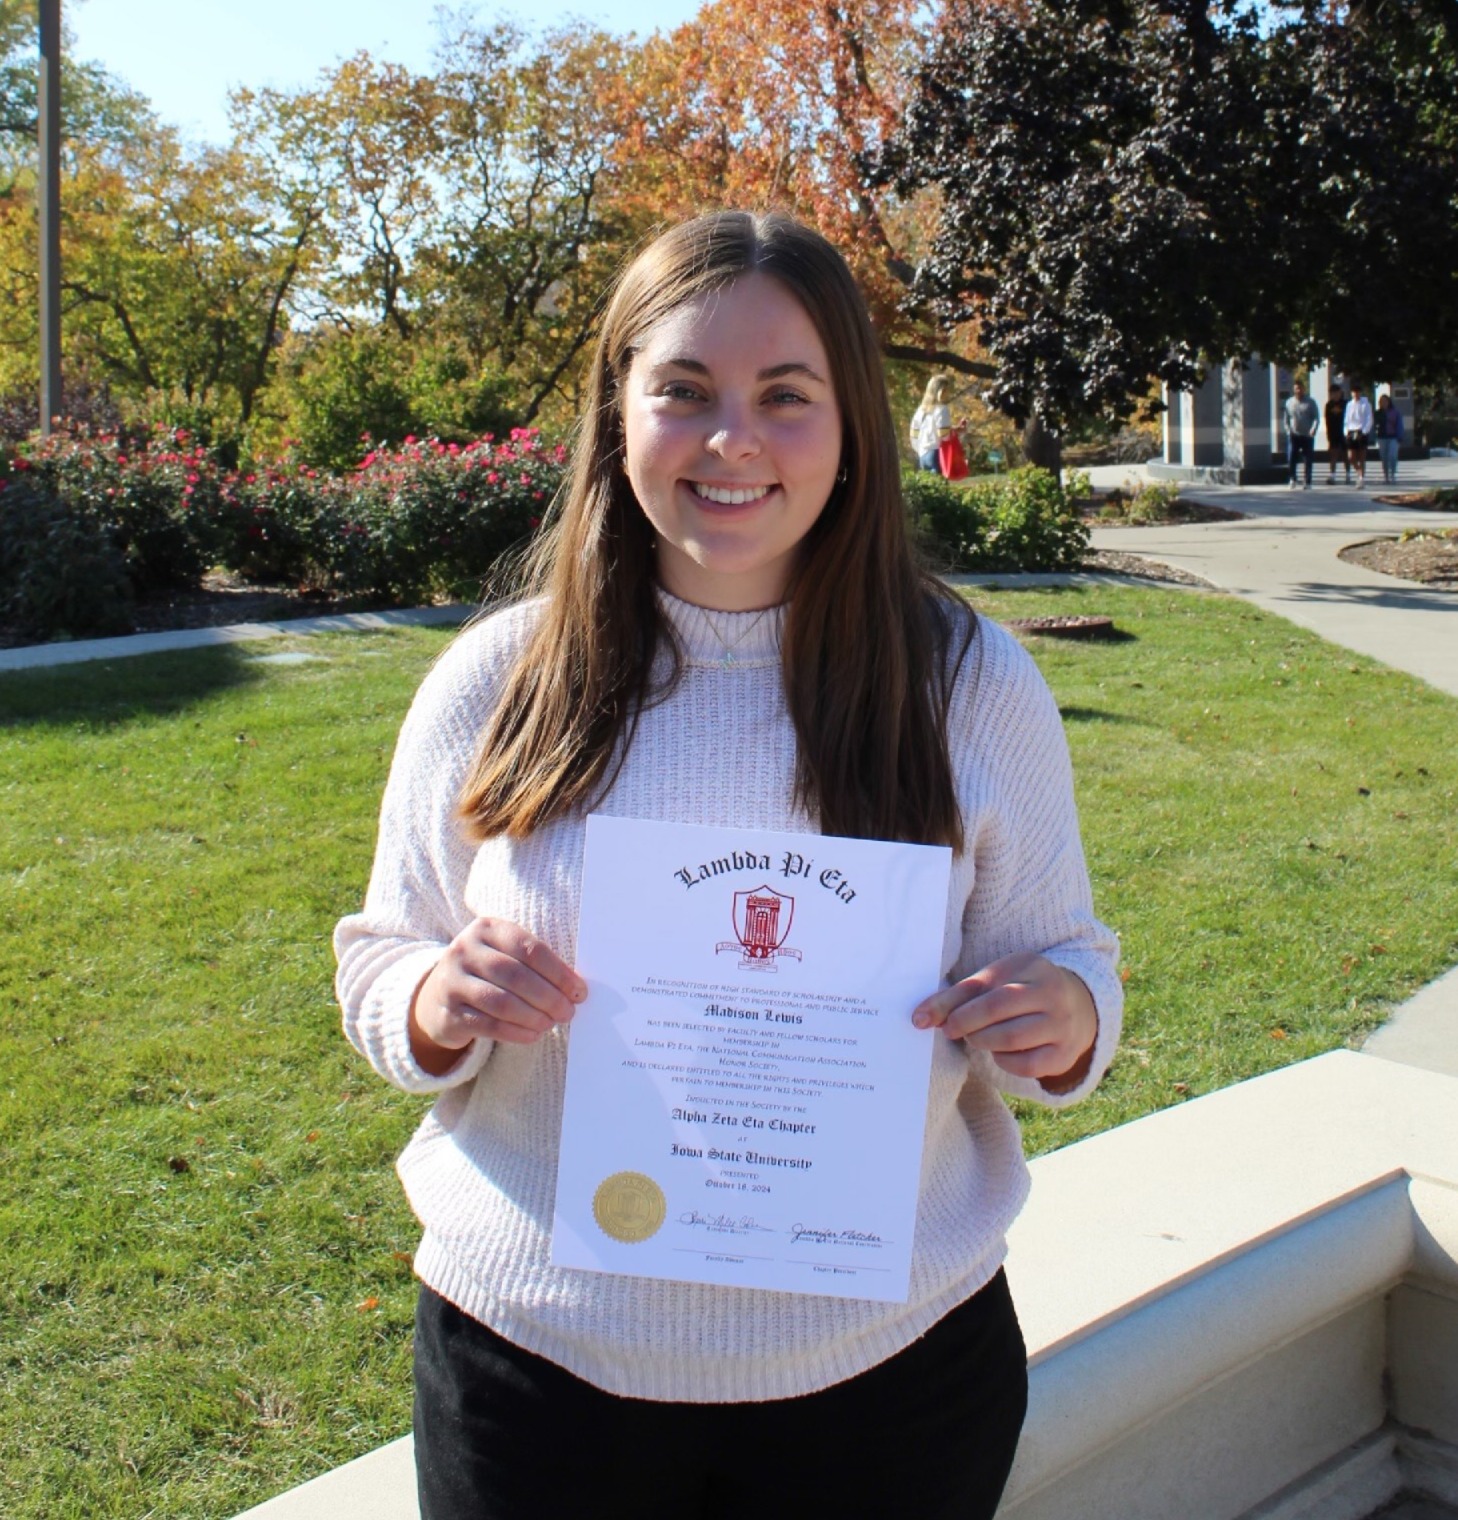 Lambda Pi Eta
IN RECOGNITION OF HIGH STANDARD OF SCHOLARSHIP AND A
DEMONSTRATED COMMITMENT TO PROFESSIONAL AND PUBLIC SERVICE
Madison Lewis
HAS BEEN SELECTED BY FACULTY AND FELLOW SCHOLARS FOR
MEMBERSHIP IN
LAMBDA PI ETA, THE NATIONAL COMMUNICATION ASSOCIATION
HONOR SOCIETY,
AND IS DECLARED ENTITLED TO ALL THE RIGHTS AND PRIVILEGES WHICH
PERTAIN TO MEMBERSHIP IN THIS SOCIETY.
INDUCTED IN THE SOCIETY BY THE
Alpha Zeta Eta Chapter
AT
Iowa State University
PRESENTED
October 18, 2024
Jennifer Fletcher
Faculty Advisor
Chapter President